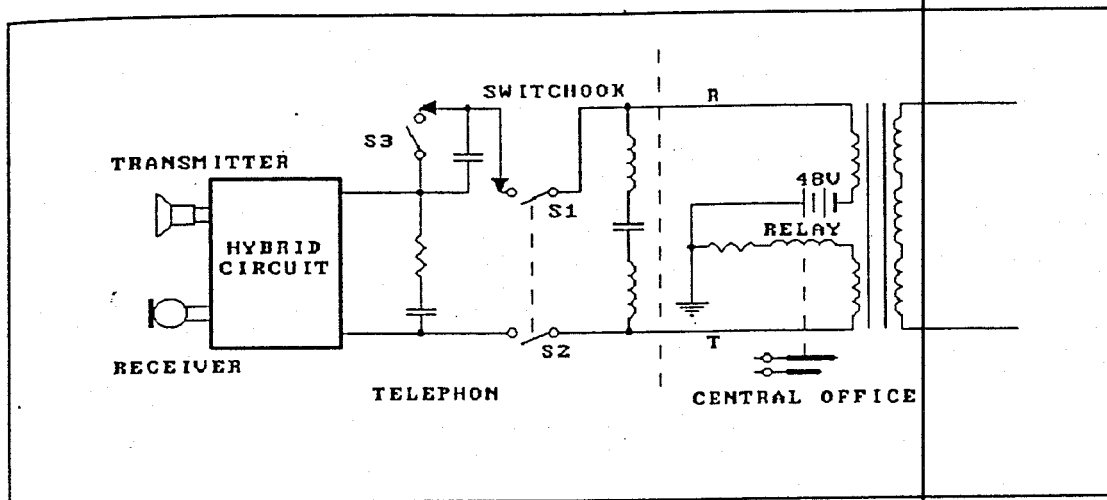 SWITCHOOK
R
S3
TRANSMITTER
48V
S1
RELAY
HYBRID
CIRCUIT
S2
T
RECEIVER
TELEPHON
CENTRAL OFFICE